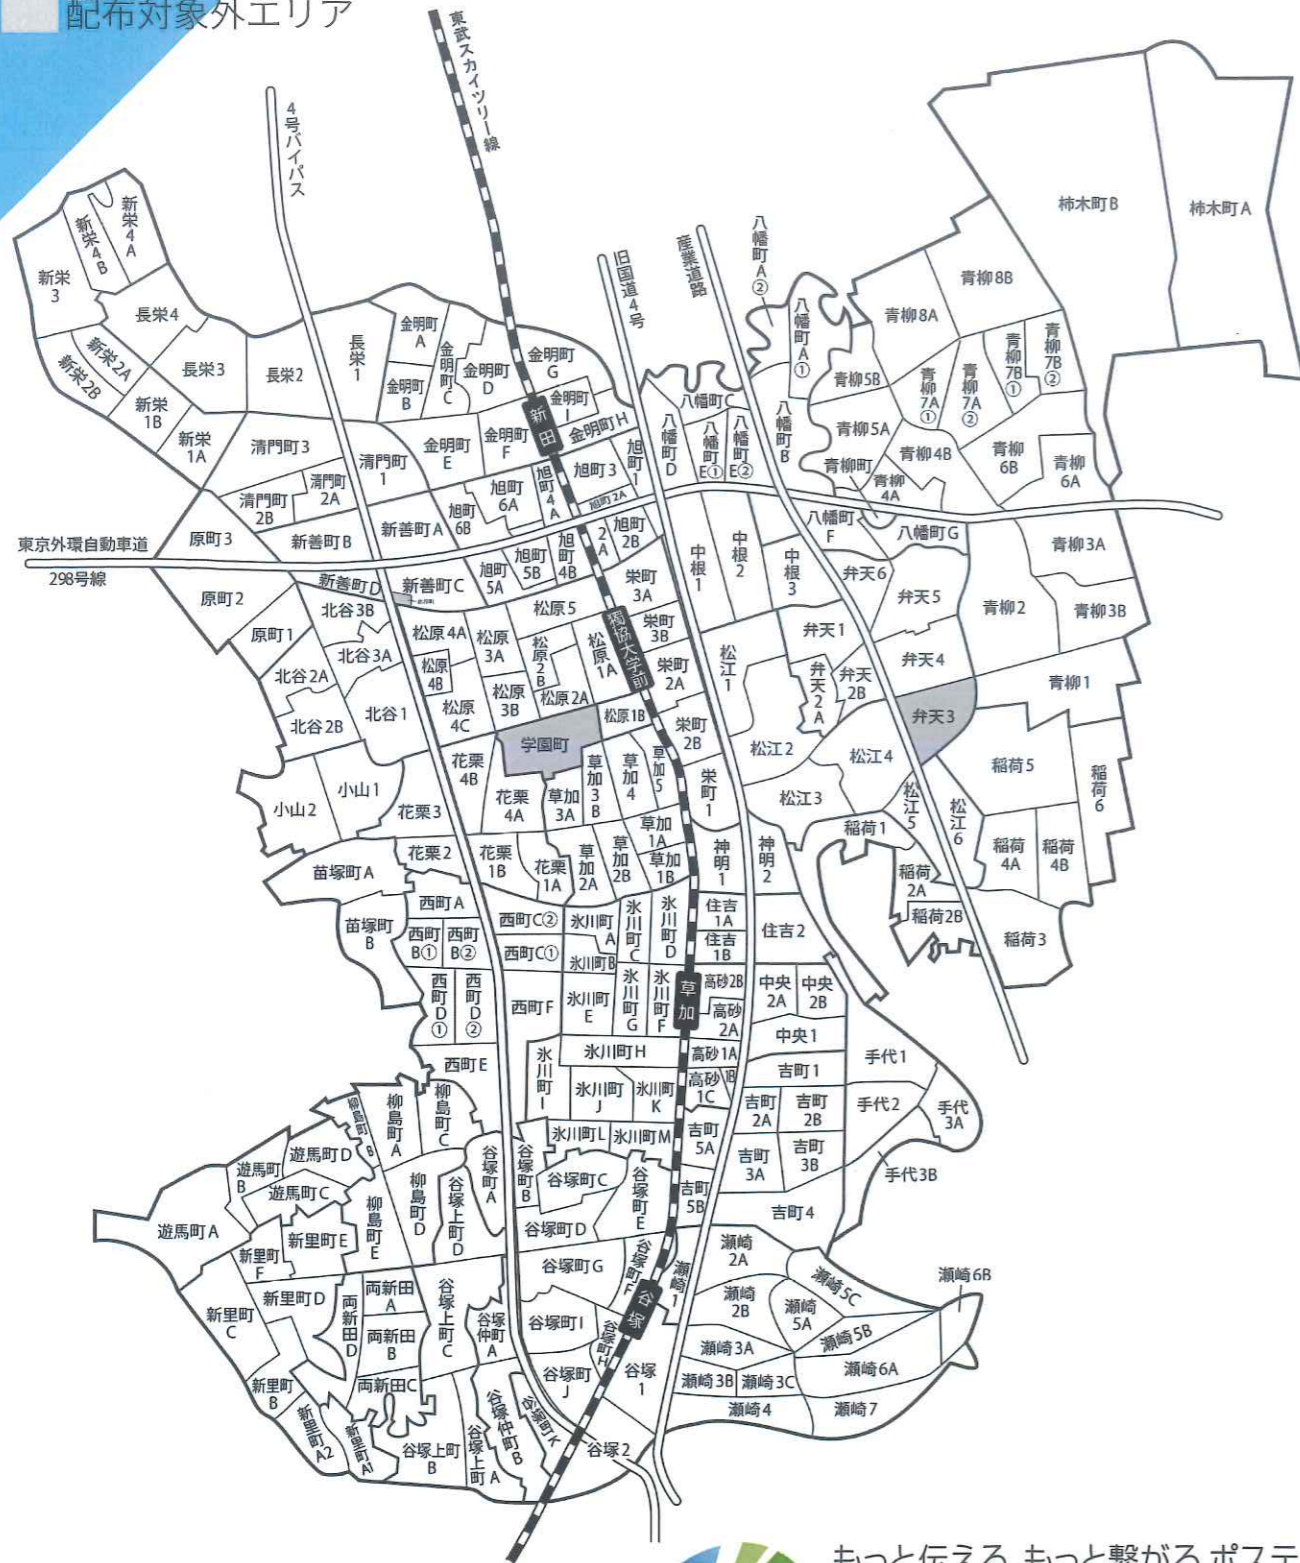 配布対象外エリア
東武スカイツリー線
4号バイパス
旧国道4号
産業道路
東京外環自動車道
298号線
柿木町B
柿木町A
八幡町A②
八幡町A①
青柳8B
青柳8A
新栄4A
新栄4B
新栄3
長栄4
新栄2A
新栄2B
長栄3
長栄2
長栄1
新栄1B
新栄1A
金明町A
金明町B
金明町C
金明町D
金明町G
金明町I
金明町H
金明町E
金明町F
新田
八幡町C
八幡町D
八幡町E①
八幡町E②
八幡町B
青柳5B
青柳7A①
青柳7A②
青柳7B①
青柳7B②
青柳5A
青柳町
青柳4B
青柳4A
青柳6B
青柳6A
清門町3
清門町2A
清門町2B
清門町1
旭町3
旭町1
旭町2A
旭町4A
旭町6A
旭町6B
原町3
新善町B
新善町A
旭町5A
旭町5B
旭町4B
2A
旭町2B
中根1
中根2
中根3
八幡町F
八幡町G
青柳3A
弁天6
弁天5
青柳2
青柳3B
新善町D
新善町C
原町2
原町1
北谷3B
北谷3A
北谷2A
北谷2B
北谷1
松原5
松原4A
松原4B
松原4C
松原3A
松原3B
松原2B
松原2A
松原1A
松原1B
獨協大学前
栄町3A
栄町3B
栄町2A
栄町2B
栄町1
松江1
弁天1
弁天2A
弁天2B
弁天4
弁天3
青柳1
松江2
松江4
松江3
松江5
松江6
稲荷5
稲荷6
稲荷1
稲荷4A
稲荷4B
稲荷2A
稲荷2B
稲荷3
小山2
小山1
花栗3
花栗4B
花栗4A
学園町
草加3A
草加3B
草加4
草加5
草加1A
草加1B
草加2A
草加2B
花栗2
花栗1B
花栗1A
神明1
神明2
苗塚町A
苗塚町B
西町A
西町B①
西町B②
西町C②
西町C①
西町D①
西町D②
西町F
西町E
氷川町A
氷川町B
氷川町C
氷川町D
氷川町E
氷川町G
氷川町F
氷川町H
氷川町I
氷川町J
氷川町K
氷川町L
氷川町M
草加
住吉1A
住吉1B
住吉2
高砂2B
高砂2A
高砂1A
高砂1C
1B
中央2A
中央2B
中央1
吉町1
吉町2A
吉町2B
吉町3A
吉町3B
吉町5A
吉町5B
吉町4
手代1
手代2
手代3A
手代3B
柳島町B
柳島町A
柳島町C
柳島町D
柳島町E
遊馬町D
遊馬町B
遊馬町C
遊馬町A
新里町E
新里町F
新里町D
新里町C
新里町B
新里町A2
新里町A1
両新田A
両新田B
両新田C
両新田D
谷塚上町D
谷塚上町C
谷塚上町B
谷塚上町A
谷塚仲町A
谷塚仲町B
谷塚町A
谷塚町B
谷塚町C
谷塚町D
谷塚町E
谷塚町F
谷塚町G
谷塚町I
谷塚町H
谷塚町J
谷塚町K
谷塚
谷塚1
谷塚2
瀬崎1
瀬崎2A
瀬崎2B
瀬崎3A
瀬崎3B
瀬崎3C
瀬崎4
瀬崎5A
瀬崎5C
瀬崎5B
瀬崎6A
瀬崎6B
瀬崎7
もっと伝える もっと繋がる ポステ